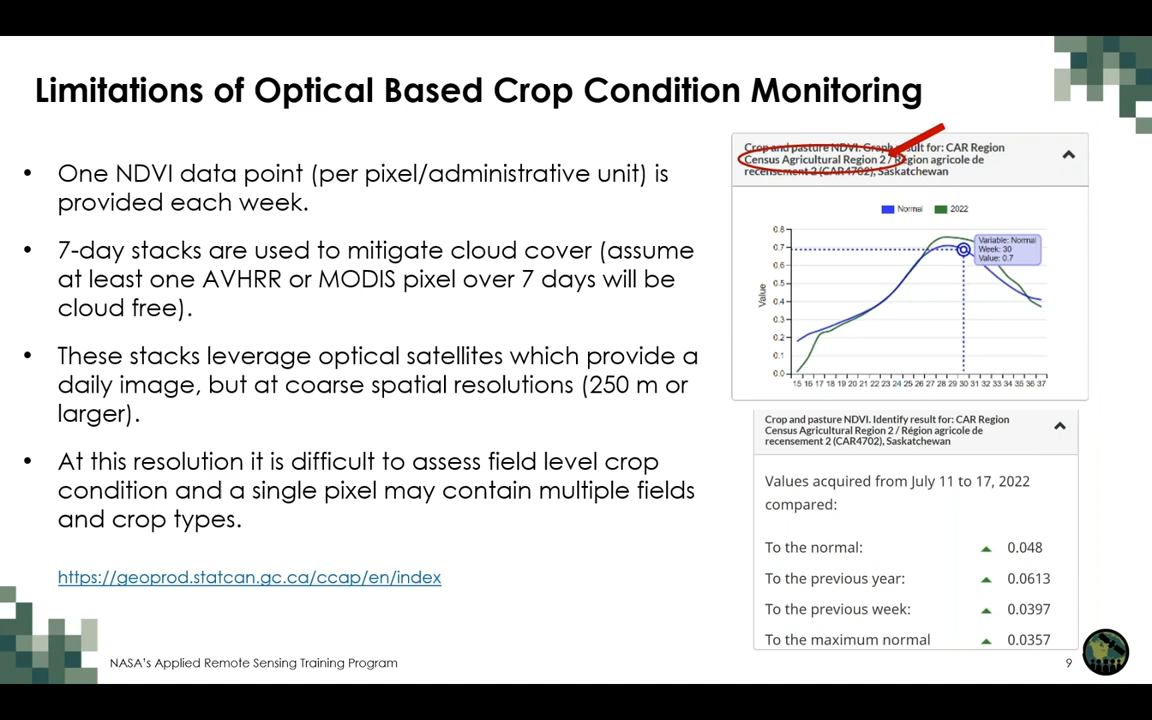 Limitations of Optical Based Crop Condition Monitoring
• One NDVI data point (per pixel/administrative unit) is
provided each week.
• 7-day stacks are used to mitigate cloud cover (assume
at least one AVHRR or MODIS pixel over 7 days will be
cloud free).
• These stacks leverage optical satellites which provide a
daily image, but at coarse spatial resolutions (250 m or
larger).
• At this resolution it is difficult to assess field level crop
condition and a single pixel may contain multiple fields
and crop types.
https://geoprod.statcan.gc.ca/ccap/en/index
Crop and pasture NDVI. Graph result for: CAR Region
Census Agricultural Region 2 / Région agricole de
recensement 2 (CAR4702), Saskatchewan
Normal 2022
Variable: Normal
Week: 30
Value: 0.7
Value
0.8
0.7
0.6
0.5
0.4
0.3
0.2
0.1
0.0
15 16 17 18 19 20 21 22 23 24 25 26 27 28 29 30 31 32 33 34 35 36 37
Crop and pasture NDVI. Identify result for: CAR Region
Census Agricultural Region 2 / Région agricole de
recensement 2 (CAR4702), Saskatchewan
Values acquired from July 11 to 17, 2022
compared:
To the normal: 0.048
To the previous year: 0.0613
To the previous week: 0.0397
To the maximum normal 0.0357
NASA's Applied Remote Sensing Training Program
9